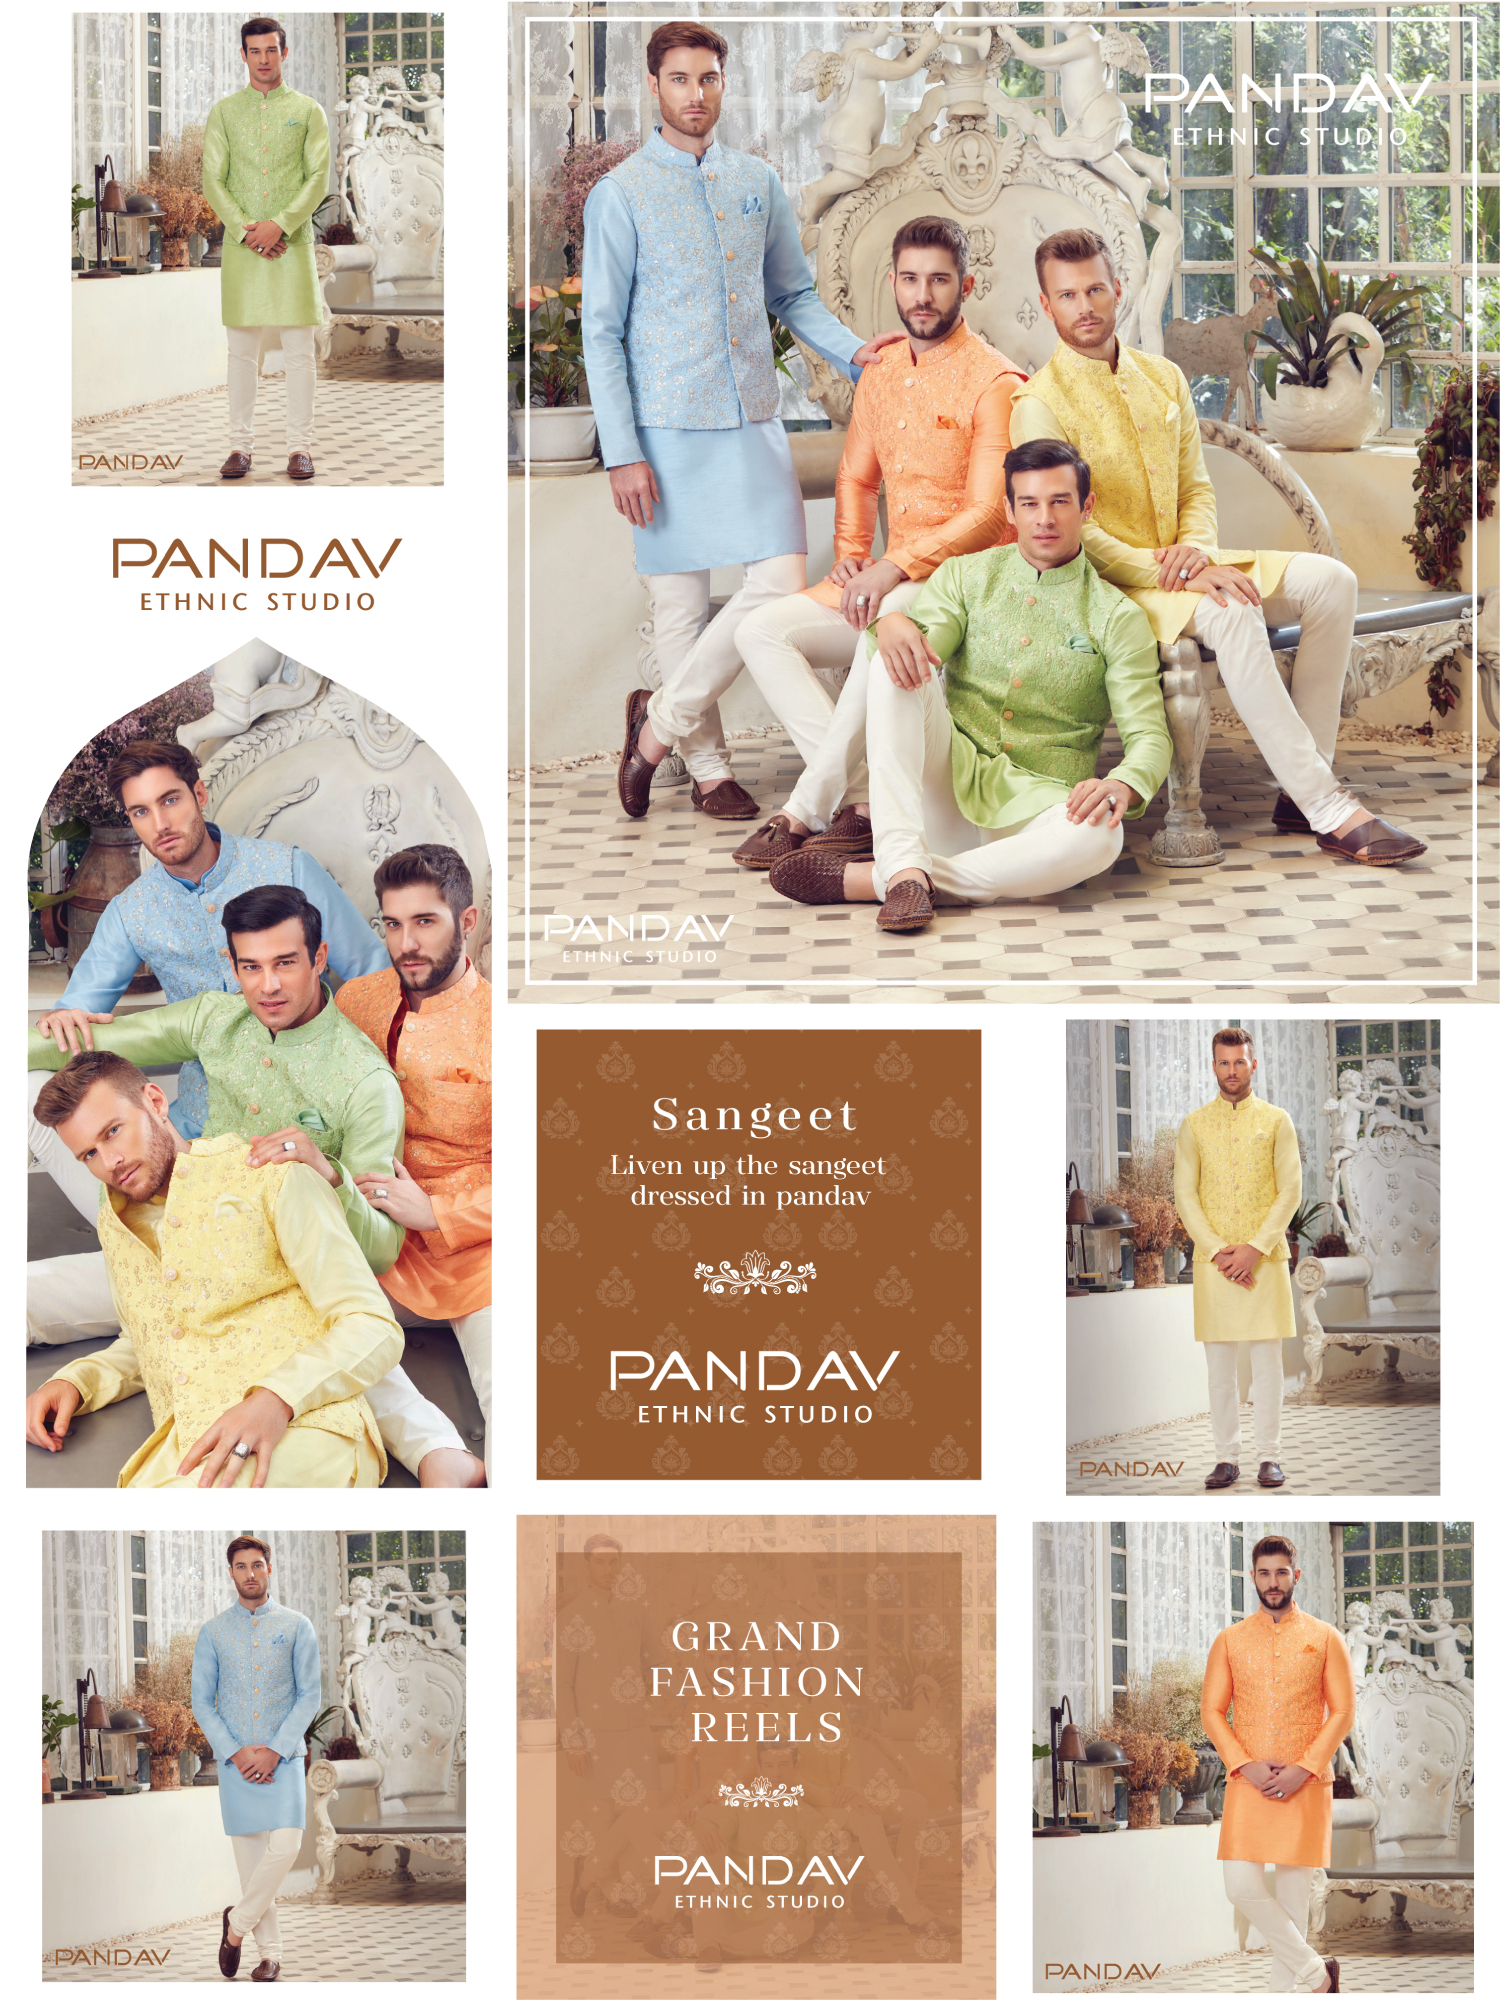 PANDAV
PANDAV
ETHNIC STUDIO
PANDAV
ETHNIC STUDIO
PANDAV
ETHNIC STUDIO
Sangeet
Liven up the sangeet
dressed in pandav
PANDAV
ETHNIC STUDIO
PANDAV
PANDAV
GRAND
FASHION
REELS
PANDAV
ETHNIC STUDIO
PANDAV